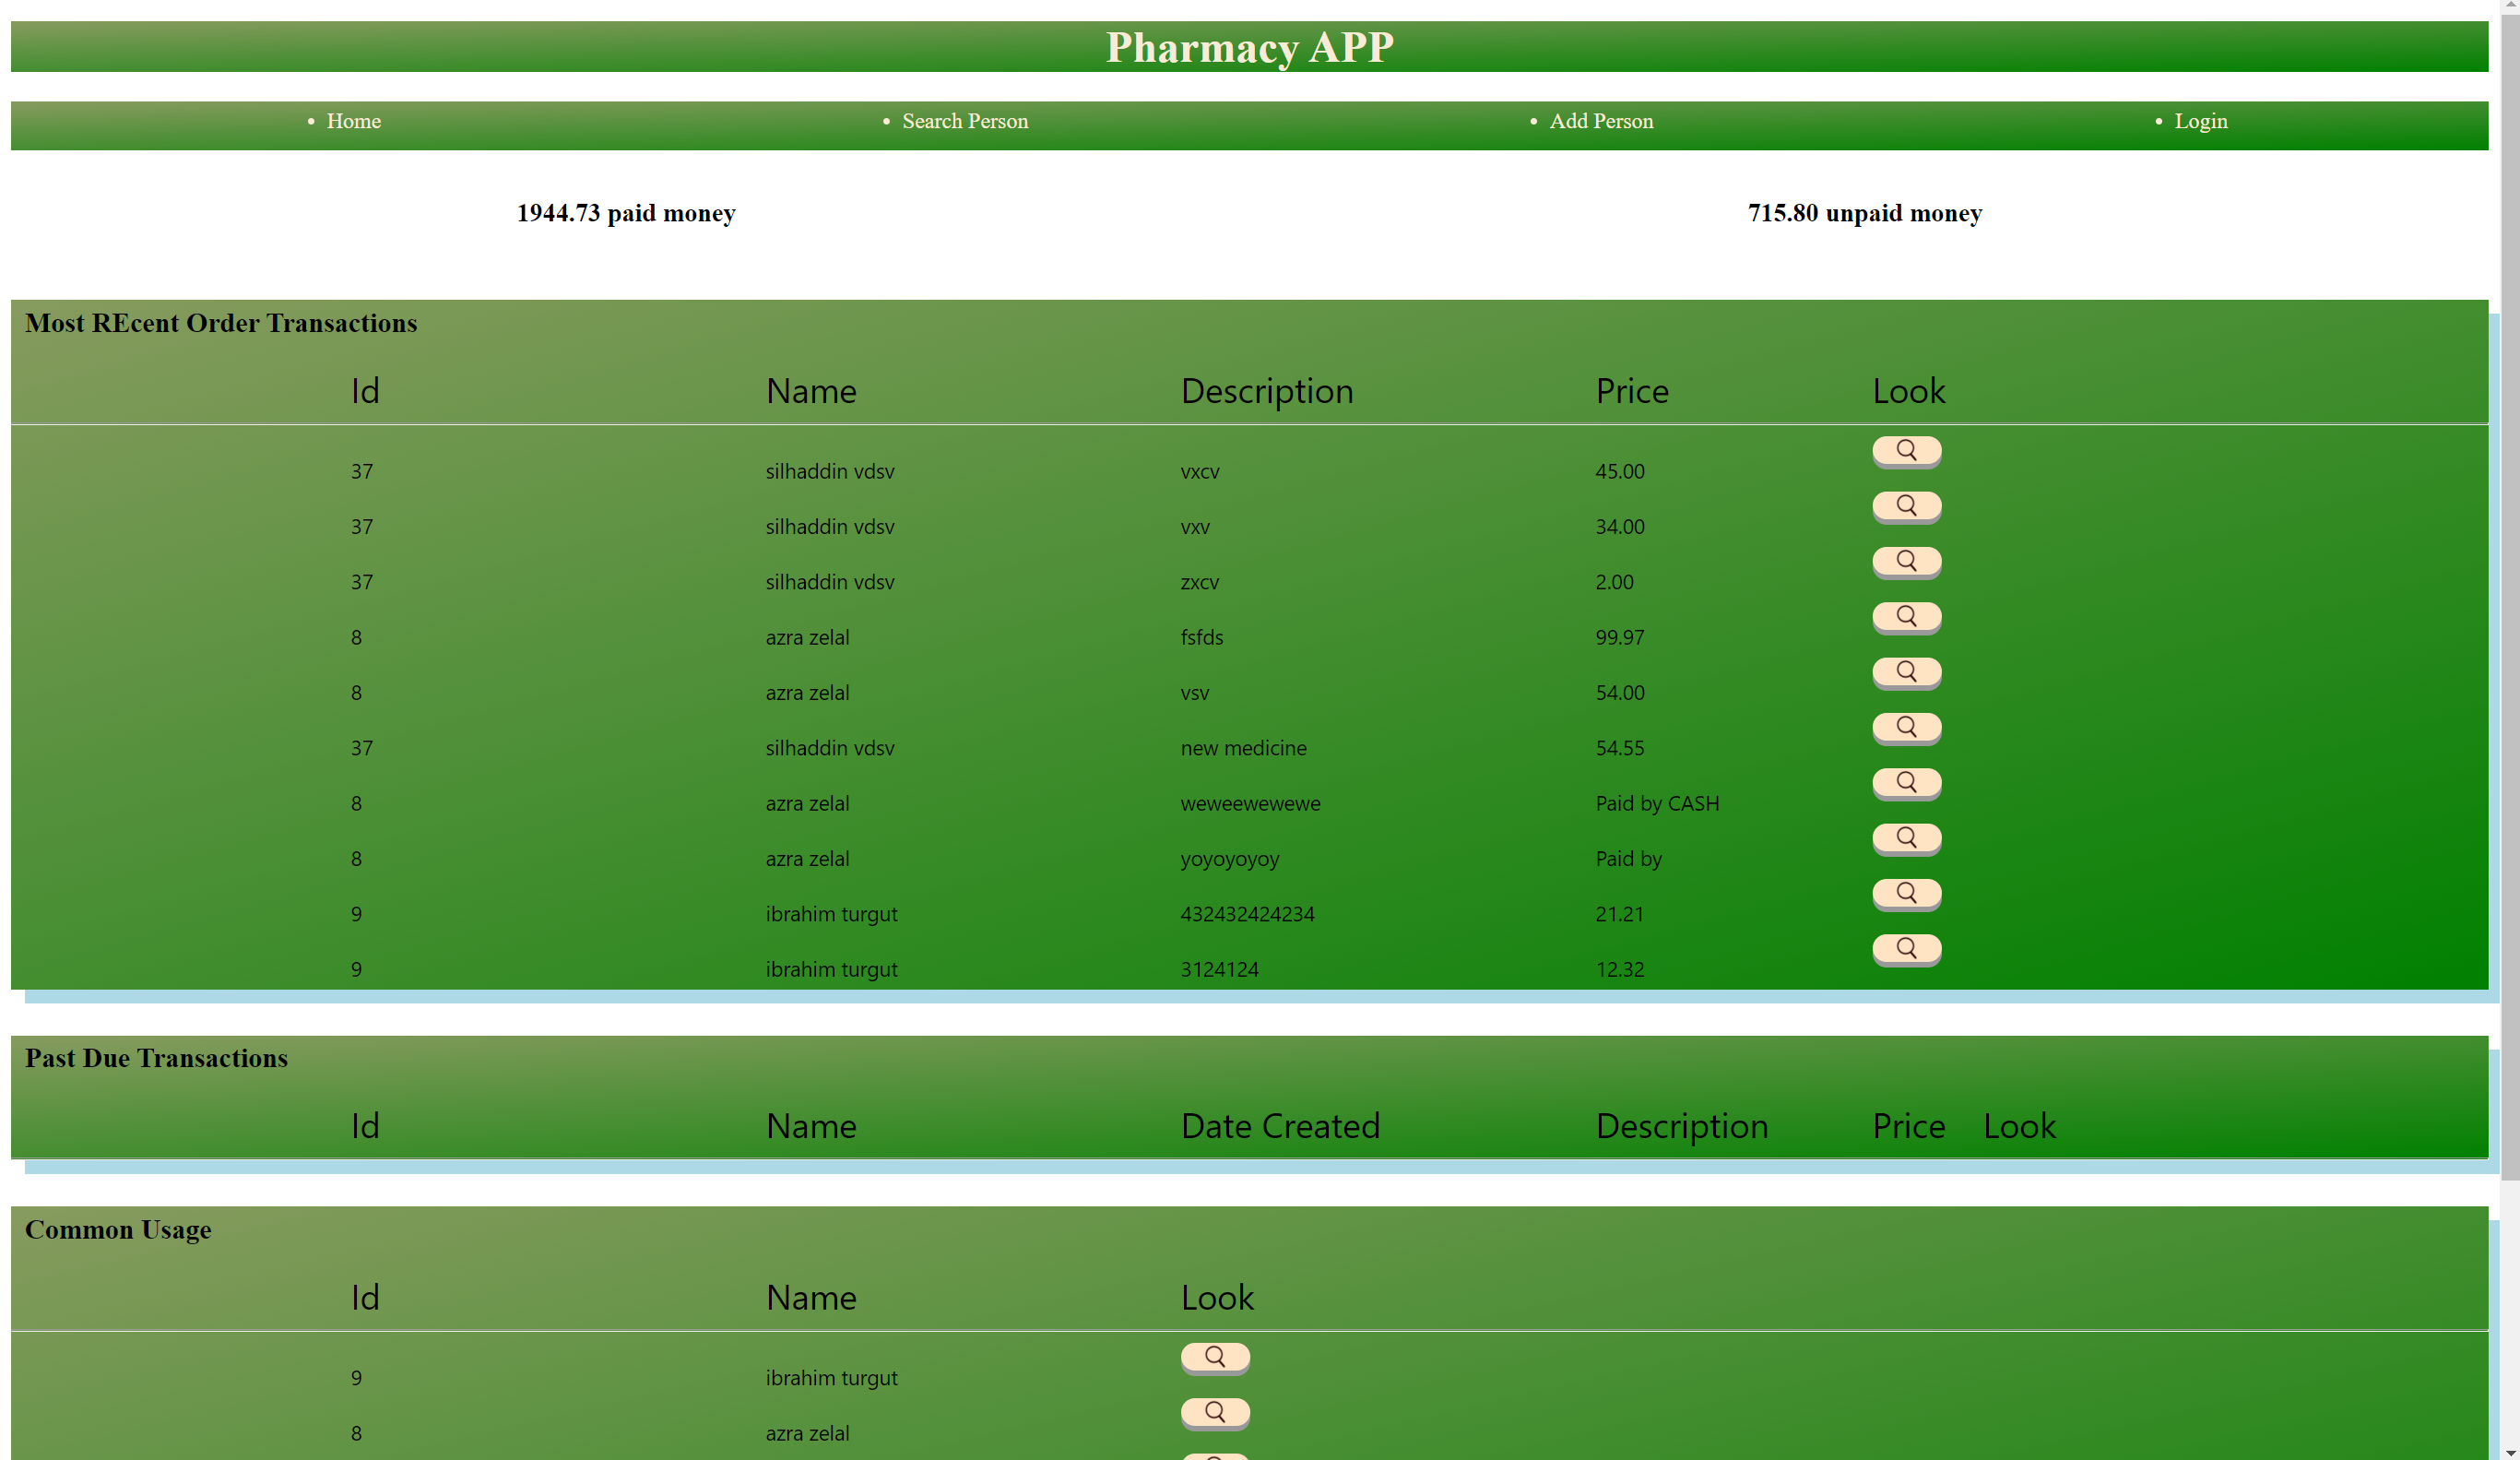 Pharmacy APP
Home Search Person Add Person Login
1944.73 paid money 715.80 unpaid money
Most REcent Order Transactions
Id Name Description Price Look
37 silhaddin vdsv vxcv 45.00
37 silhaddin vdsv vxv 34.00
37 silhaddin vdsv zxcv 2.00
8 azra zelal fsfds 99.97
8 azra zelal vsv 54.00
37 silhaddin vdsv new medicine 54.55
8 azra zelal weweewewewe Paid by CASH
8 azra zelal yoyoyoyoy Paid by
9 ibrahim turgut 432432424234 21.21
9 ibrahim turgut 3124124 12.32
Past Due Transactions
Id Name Date Created Description Price Look
Common Usage
Id Name Look
9 ibrahim turgut
8 azra zelal